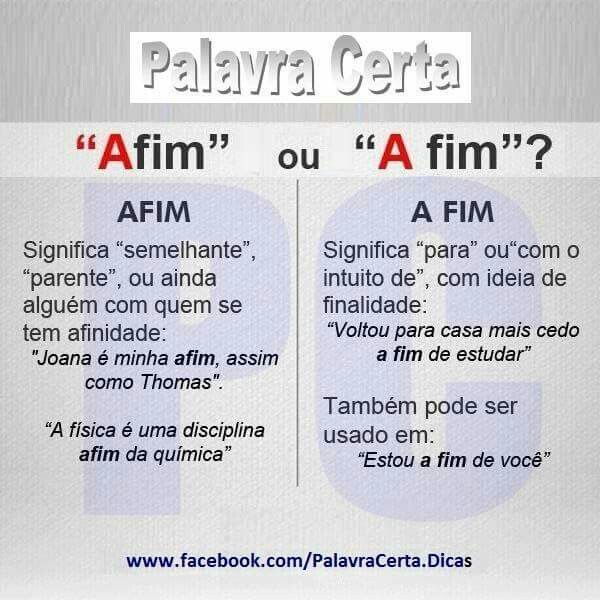 Palavra Certa
“Afim” ou “A fim”?
AFIM
Significa “semelhante”,
“parente”, ou ainda
alguém com quem se
tem afinidade:
"Joana é minha afim, assim
como Thomas".
“A física é uma disciplina
afim da química”
A FIM
Significa “para” ou“com o
intuito de”, com ideia de
finalidade:
“Voltou para casa mais cedo
a fim de estudar”
Também pode ser
usado em:
“Estou a fim de você”
PC
www.facebook.com/PalavraCerta.Dicas